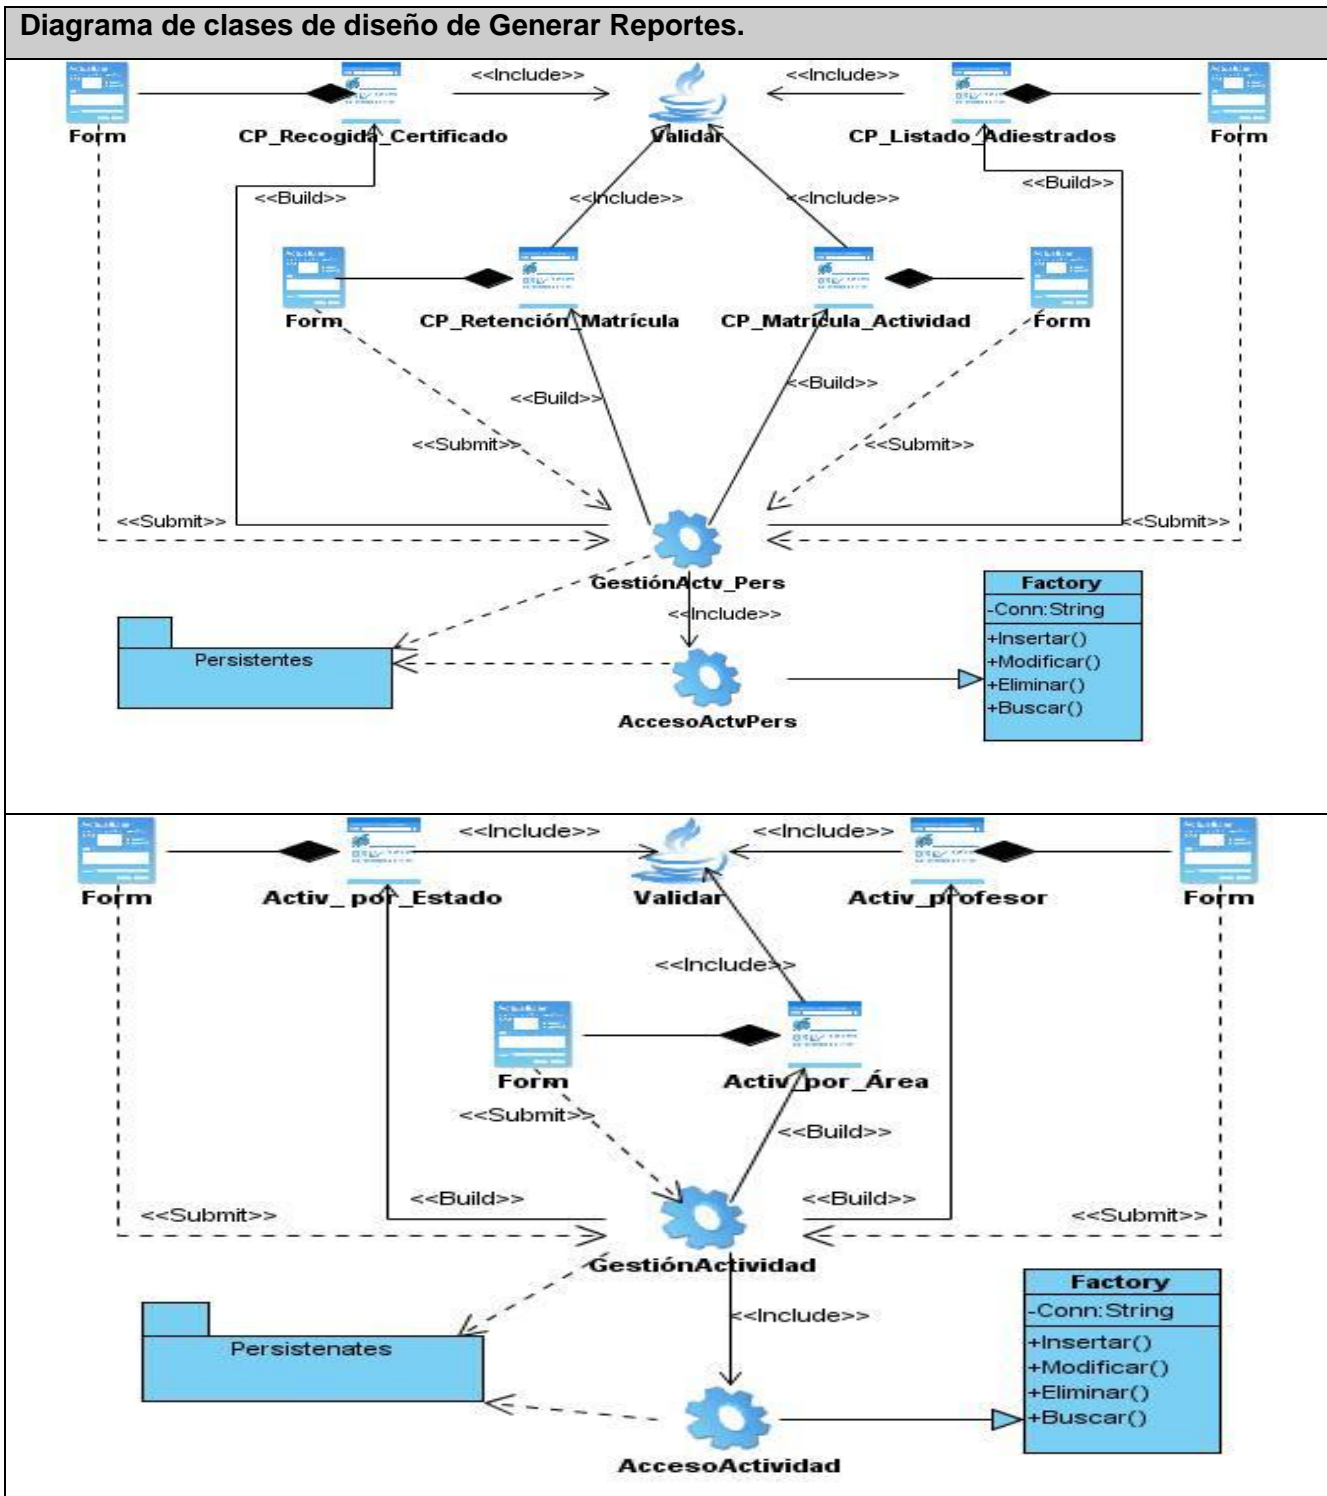 Diagrama de clases de diseño de Generar Reportes.
<<Include>>
<<Include>>
Form
CP_Recogida_Certificado
Validar
CP_Listado_Adiestrados
Form
<<Build>>
<<Include>>
<<Include>>
<<Build>>
Form
CP_Retención_Matrícula
CP_Matrícula_Actividad
Form
<<Build>>
<<Build>>
<<Submit>>
<<Submit>>
<<Submit>>
<<Submit>>
GestiónActv_Pers
Factory
-Conn:String
+Insertar()
+Modificar()
+Eliminar()
+Buscar()
<<Include>>
Persistentes
AccesoActvPers
<<Include>>
<<Include>>
Form
Activ_ por_Estado
Validar
Activ_profesor
Form
<<Include>>
Form
Activ_por_Área
<<Submit>>
<<Build>>
<<Build>>
<<Build>>
<<Submit>>
<<Submit>>
GestiónActividad
Factory
-Conn:String
+Insertar()
+Modificar()
+Eliminar()
+Buscar()
<<Include>>
Persistenates
AccesoActividad